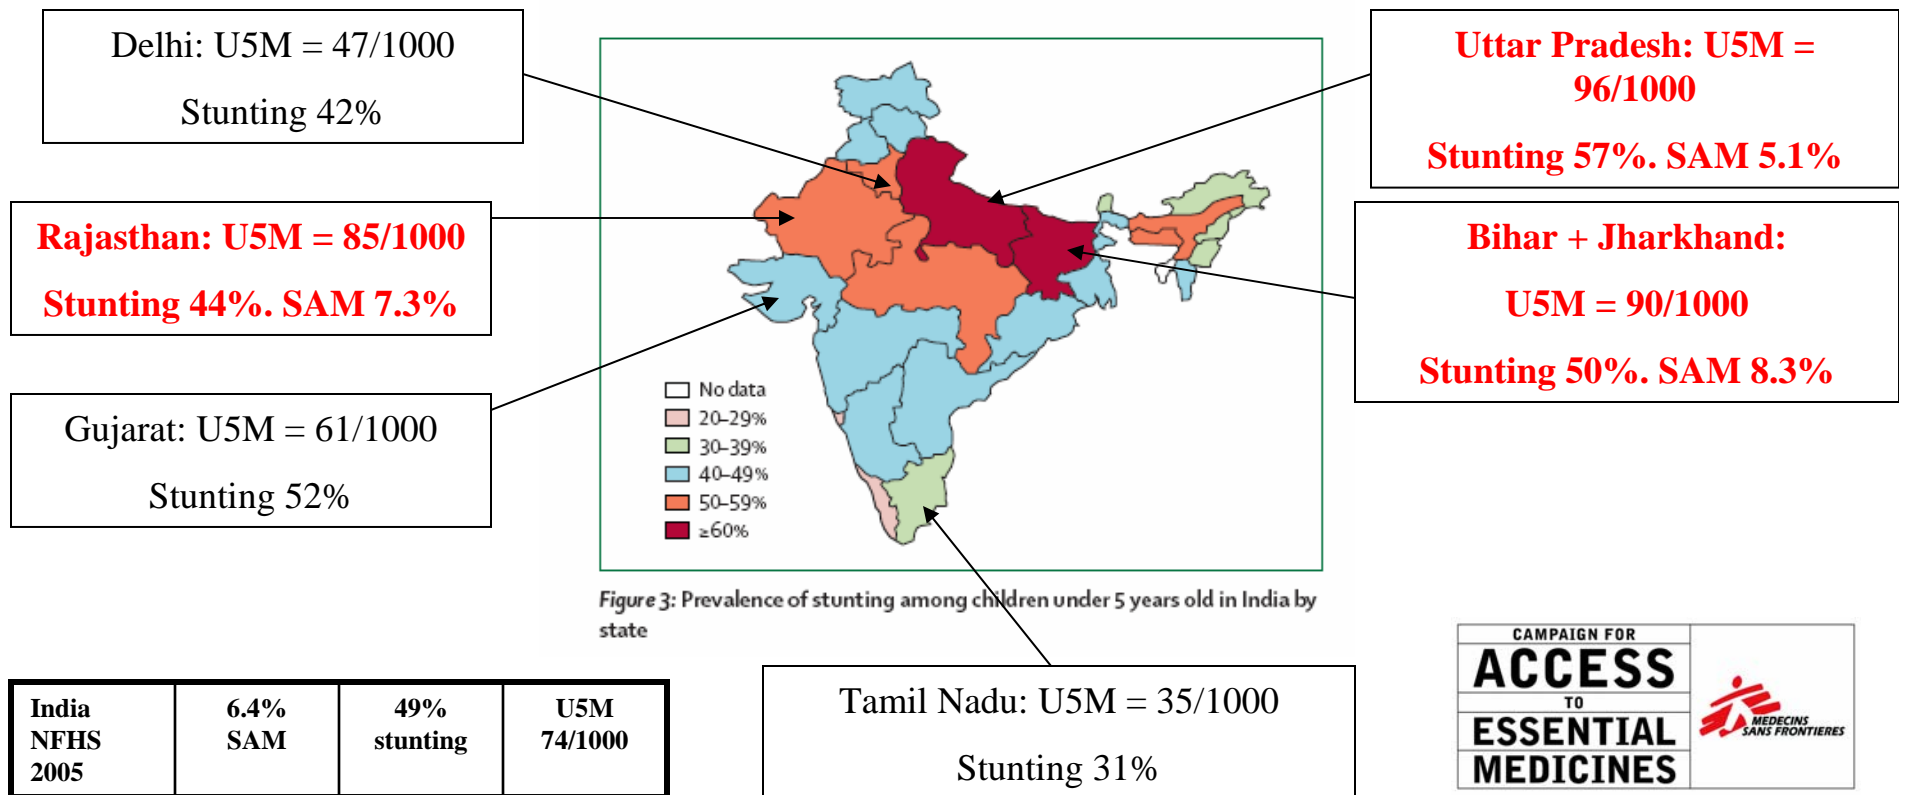 Delhi: U5M = 47/1000
Stunting 42%
Uttar Pradesh: U5M =
96/1000
Stunting 57%. SAM 5.1%
Rajasthan: U5M = 85/1000
Stunting 44%. SAM 7.3%
Bihar + Jharkhand:
U5M = 90/1000
Stunting 50%. SAM 8.3%
Gujarat: U5M = 61/1000
Stunting 52%
No data
20–29%
30–39%
40–49%
50–59%
≥60%
Figure 3: Prevalence of stunting among children under 5 years old in India by
state
India
NFHS
2005
6.4%
SAM
49%
stunting
U5M
74/1000
Tamil Nadu: U5M = 35/1000
Stunting 31%
CAMPAIGN FOR
ACCESS
TO
ESSENTIAL
MEDICINES
MEDECINS
SANS FRONTIERES